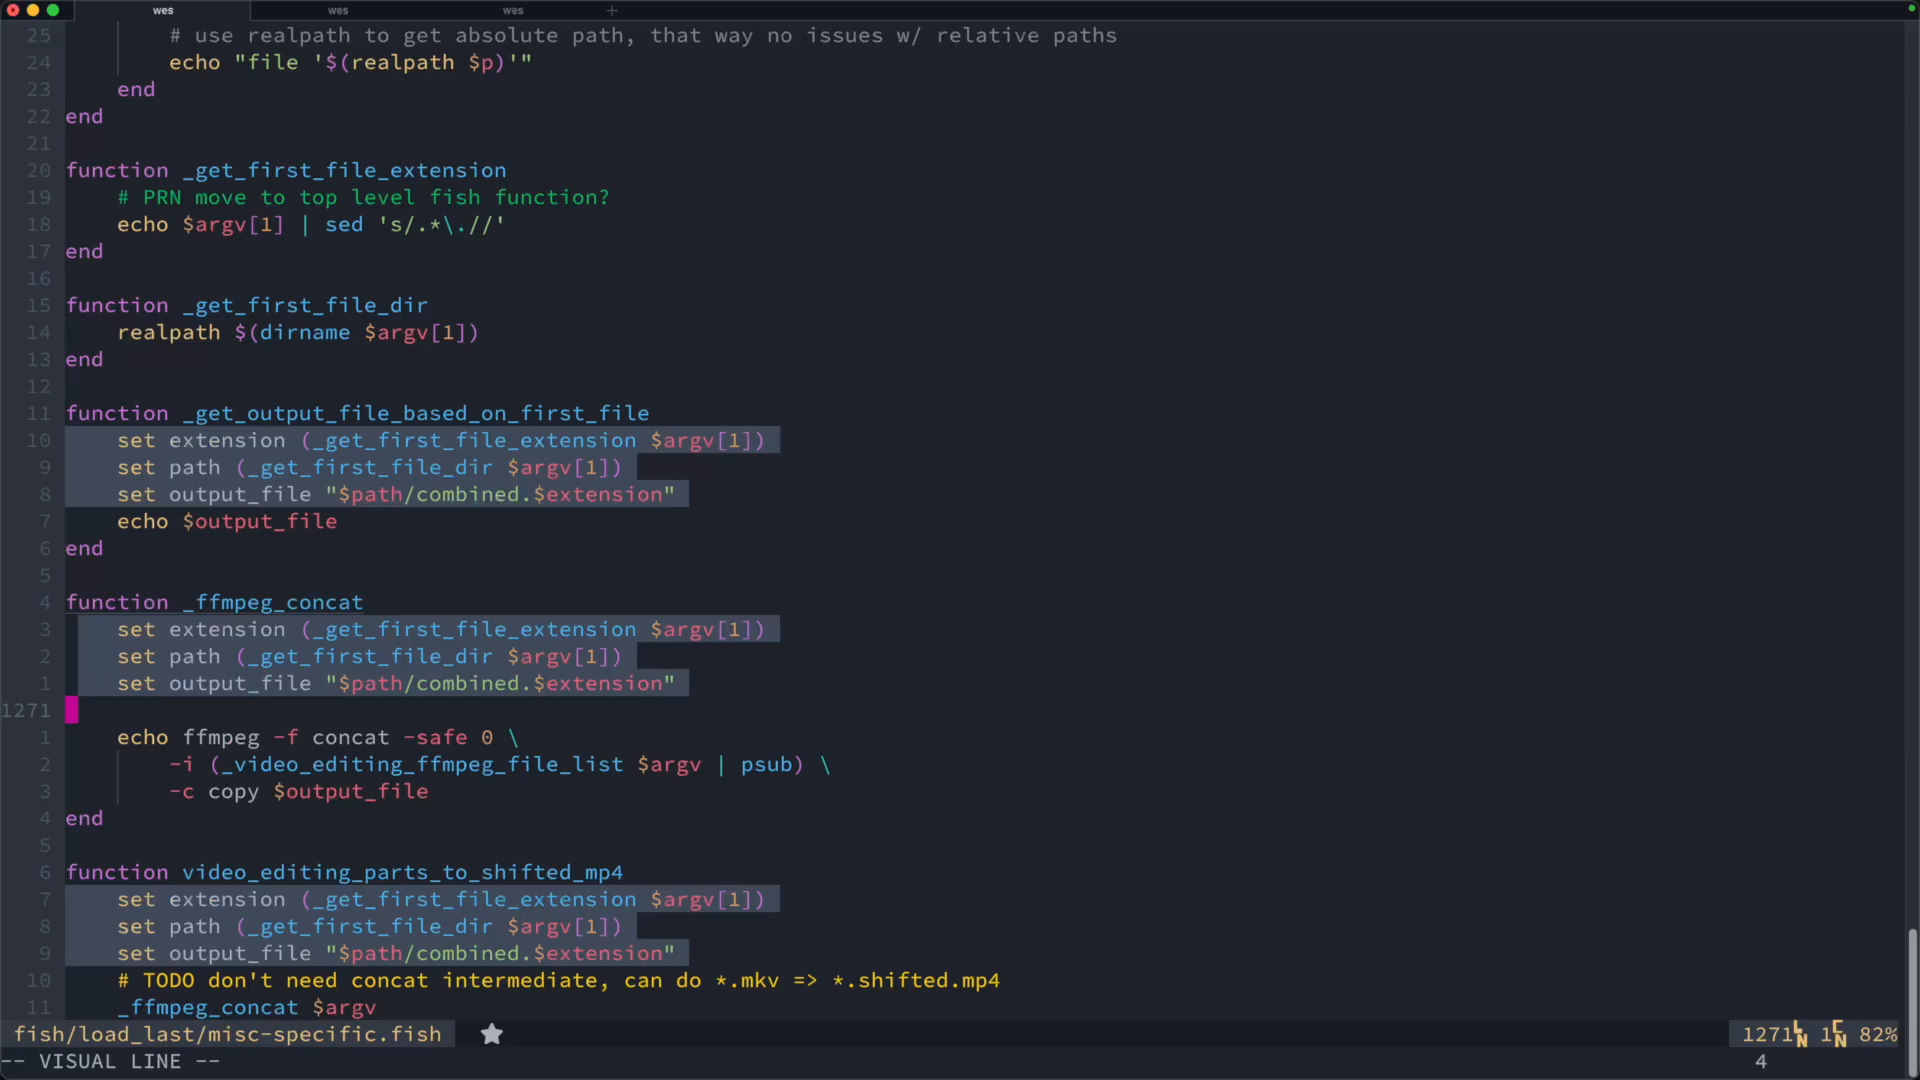 wes wes wes +
25 # use realpath to get absolute path, that way no issues w/ relative paths
24 echo "file '$(realpath $p)'"
23 end
22 end
21
20 function _get_first_file_extension
19 # PRN move to top level fish function?
18 echo $argv[1] | sed 's/.*\.//'
17 end
16
15 function _get_first_file_dir
14 realpath $(dirname $argv[1])
13 end
12
11 function _get_output_file_based_on_first_file
10 set extension (_get_first_file_extension $argv[1])
9 set path (_get_first_file_dir $argv[1])
8 set output_file "$path/combined.$extension"
7 echo $output_file
6 end
5
4 function _ffmpeg_concat
3 set extension (_get_first_file_extension $argv[1])
2 set path (_get_first_file_dir $argv[1])
1 set output_file "$path/combined.$extension"
1271
1 echo ffmpeg -f concat -safe 0 \
2 -i (_video_editing_ffmpeg_file_list $argv | psub) \
3 -c copy $output_file
4 end
5
6 function video_editing_parts_to_shifted_mp4
7 set extension (_get_first_file_extension $argv[1])
8 set path (_get_first_file_dir $argv[1])
9 set output_file "$path/combined.$extension"
10 # TODO don't need concat intermediate, can do *.mkv => *.shifted.mp4
11 _ffmpeg_concat $argv
fish/load_last/misc-specific.fish ★ 1271 LN 1 CN 82%
-- VISUAL LINE -- 4